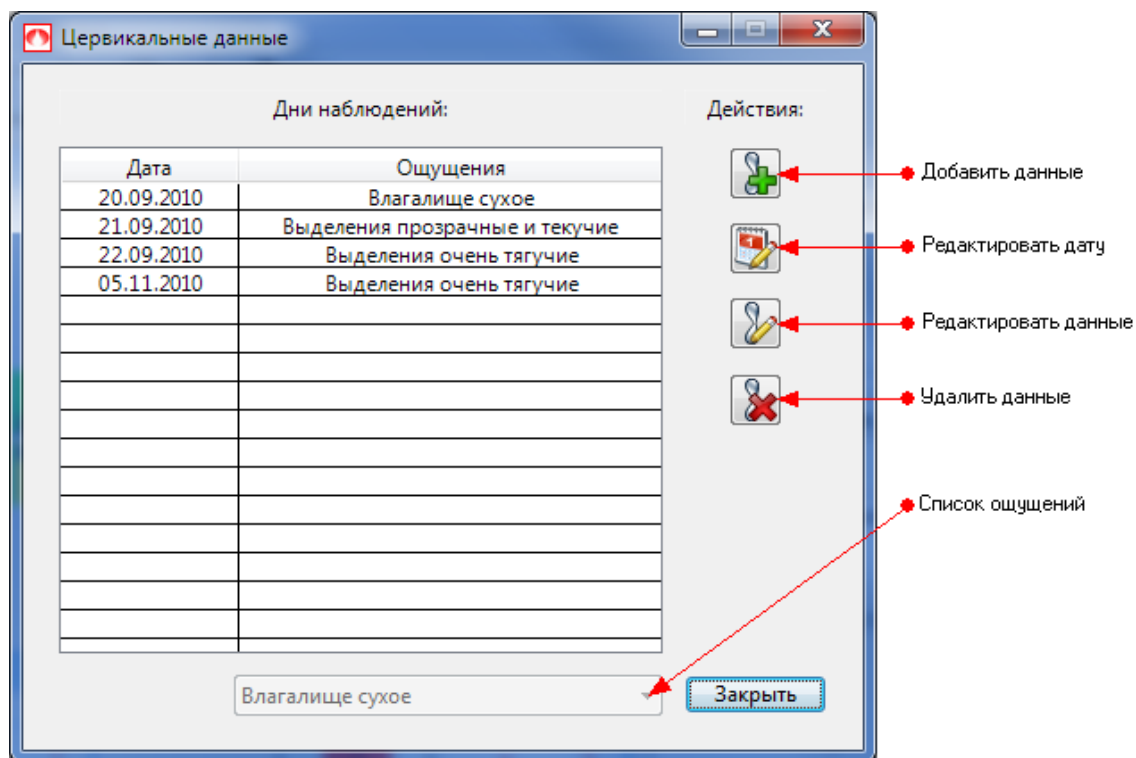 Цервикальные данные
Дни наблюдений:
Действия:
Дата Ощущения
20.09.2010 Влагалище сухое
21.09.2010 Выделения прозрачные и текучие
22.09.2010 Выделения очень тягучие
05.11.2010 Выделения очень тягучие
Добавить данные
Редактировать дату
Редактировать данные
Удалить данные
Список ощущений
Влагалище сухое
Закрыть